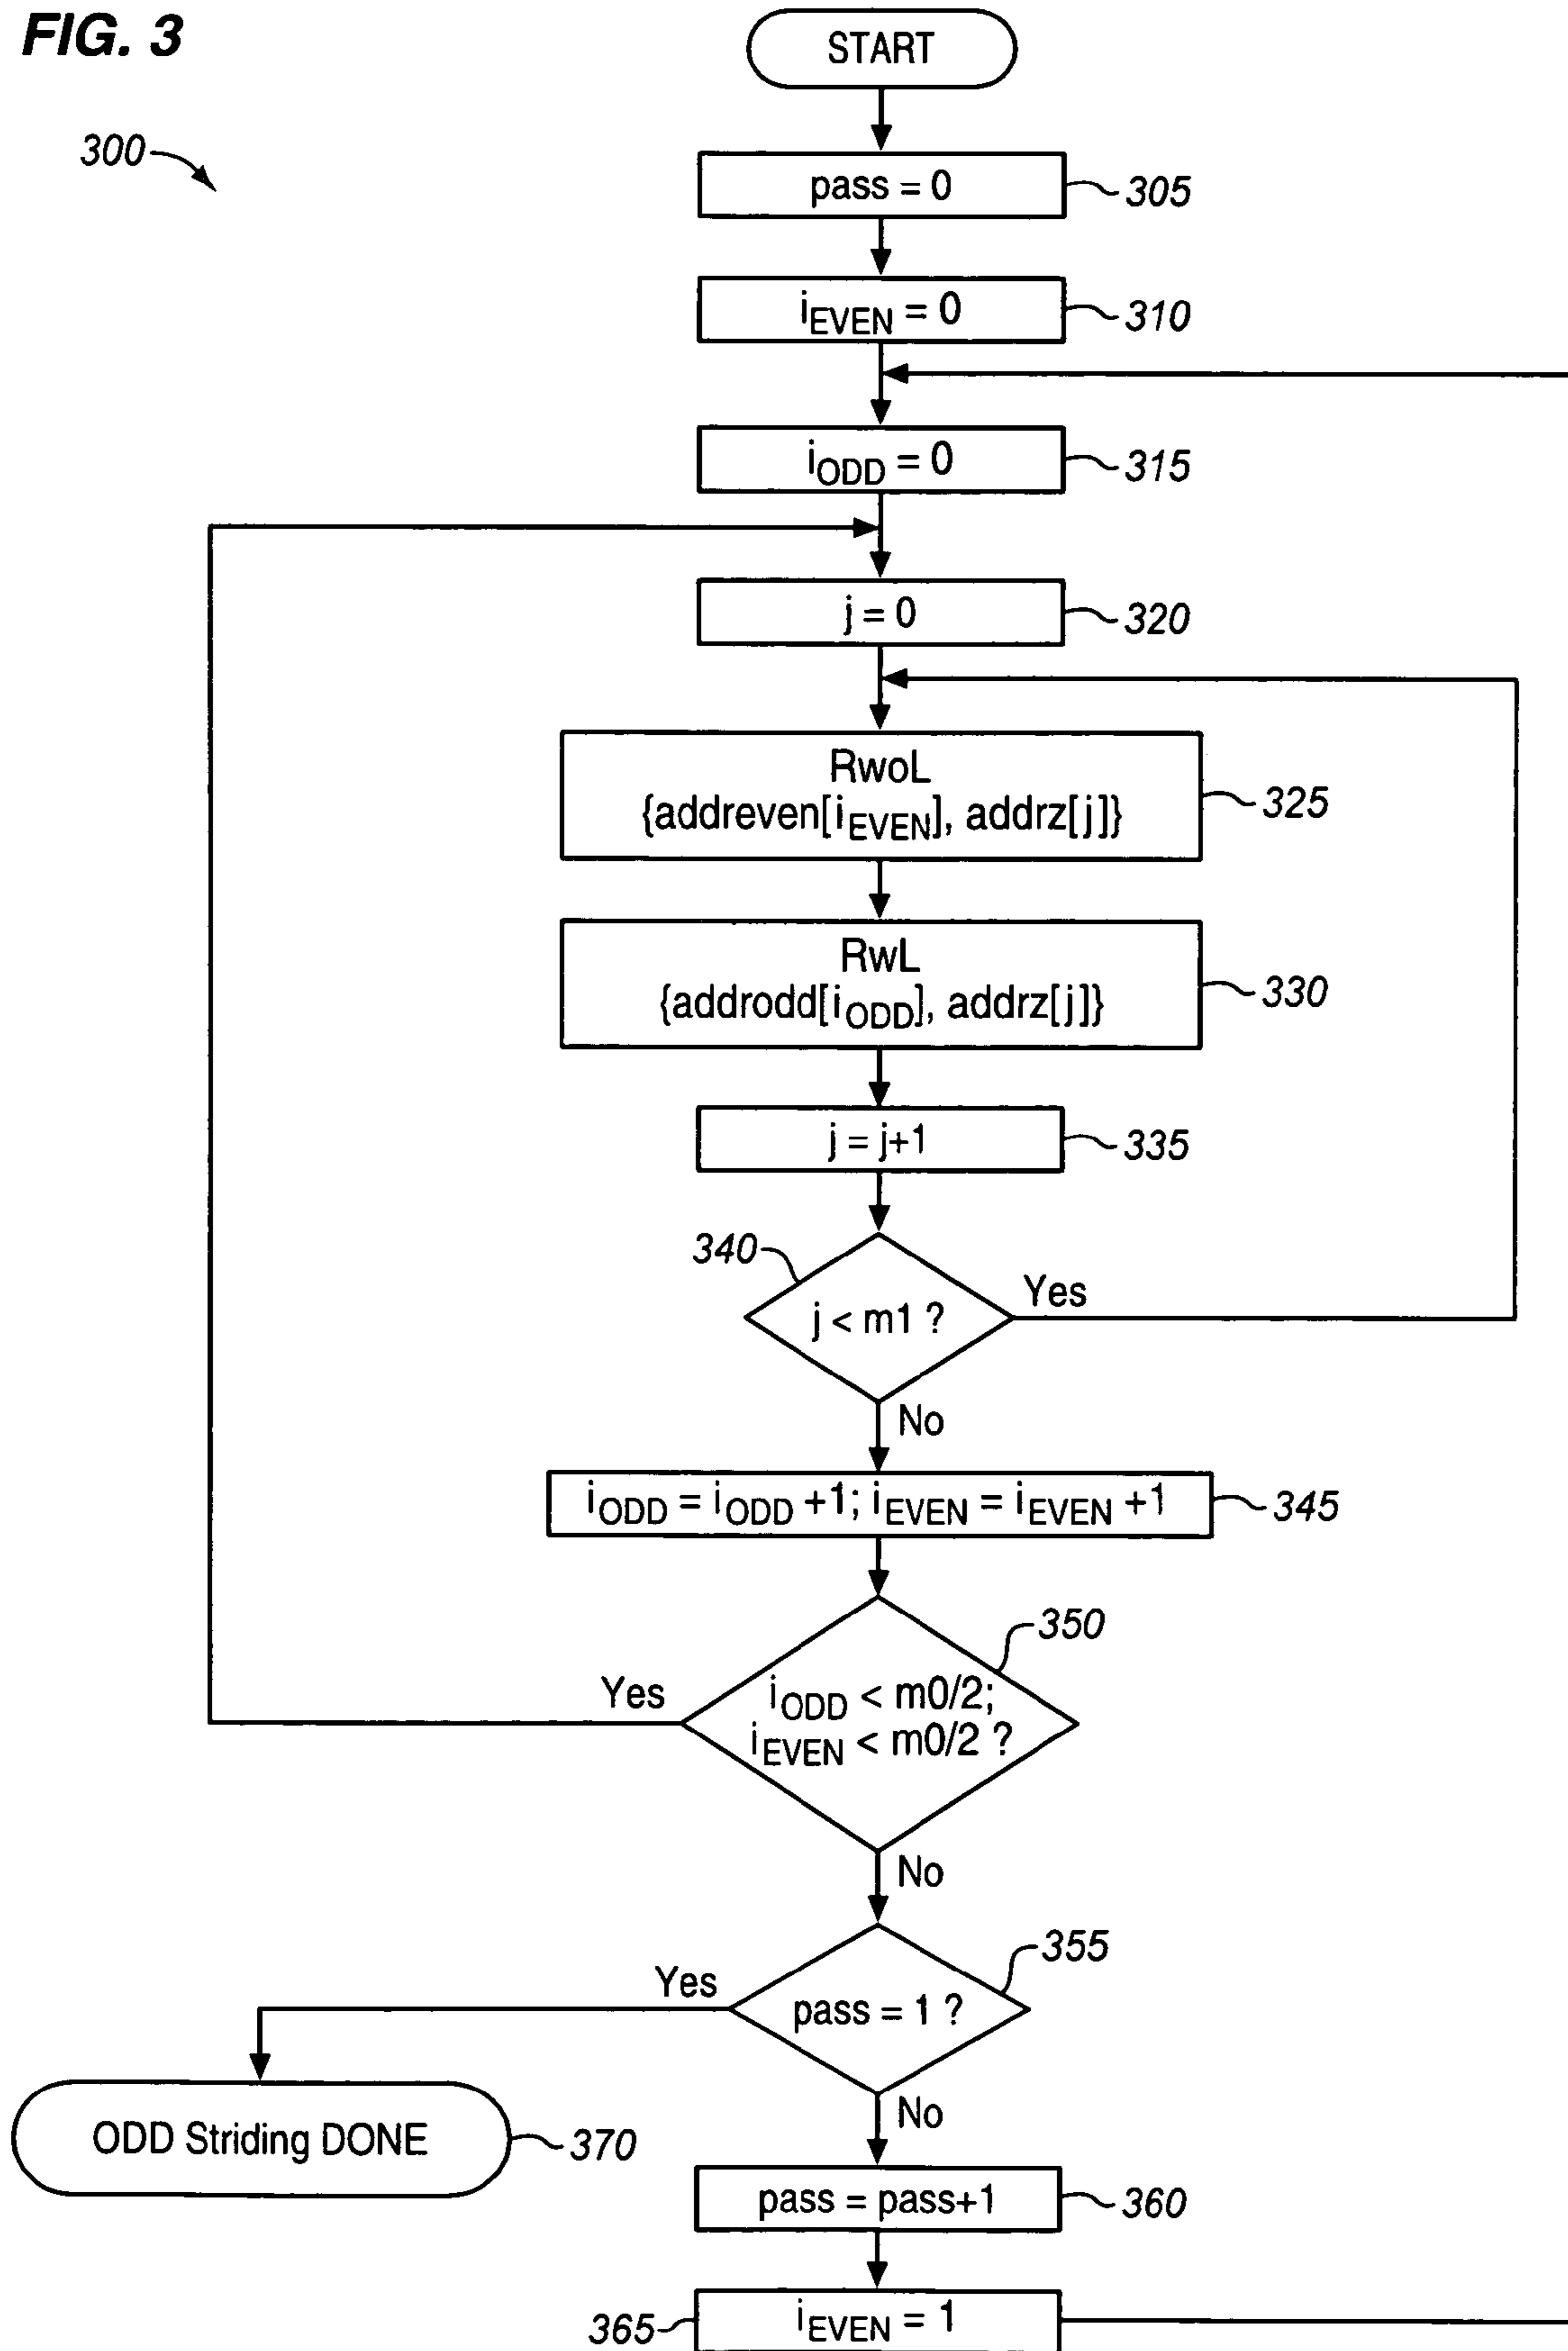 FIG. 3
START
300
pass = 0
305
iEVEN = 0
310
iODD = 0
315
j = 0
320
RwoL
{addreven[iEVEN], addrz[j]}
325
RwL
{addrodd[iODD], addrz[j]}
330
j = j+1
335
340
j < m1 ?
Yes
No
iODD = iODD +1; iEVEN = iEVEN +1
345
350
iODD < m0/2;
iEVEN < m0/2 ?
Yes
No
355
pass = 1 ?
Yes
No
ODD Striding DONE
370
pass = pass+1
360
iEVEN = 1
365